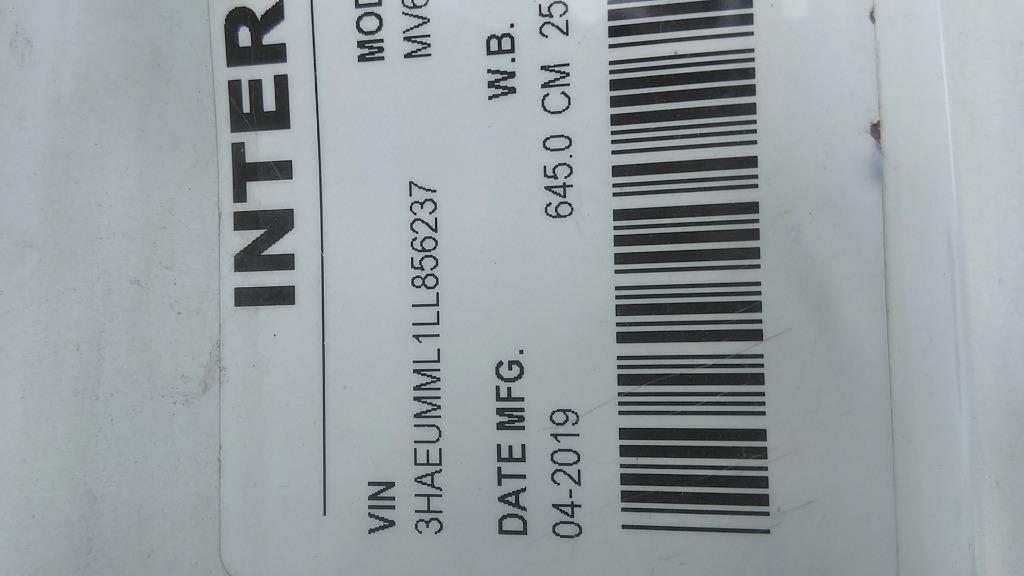 INTER
VIN
3HAEUMML1LL856237
MOD
MV6
DATE MFG.
04-2019
W.B.
645.0 CM 25